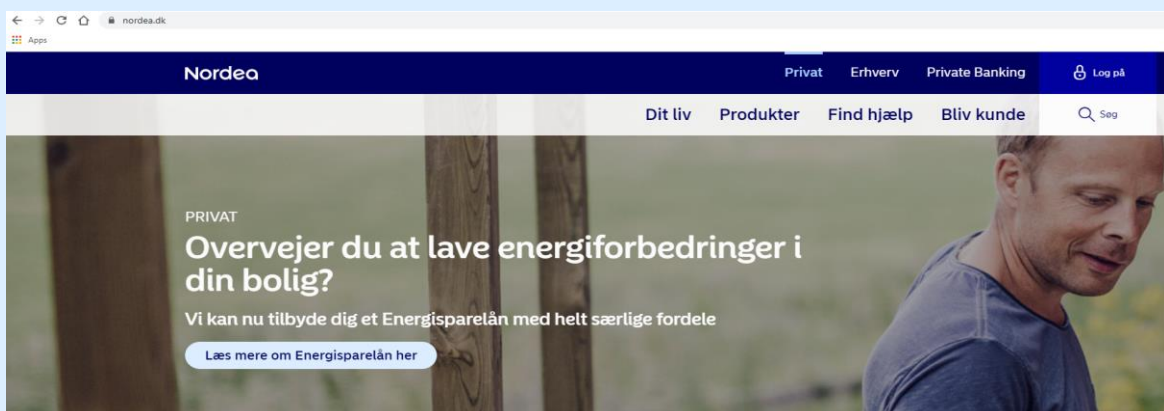 nordea.dk
Apps
Nordea
Privat Erhverv Private Banking Log på
Dit liv Produkter Find hjælp Bliv kunde Søg
PRIVAT
Overvejer du at lave energiforbedringer i
din bolig?
Vi kan nu tilbyde dig et Energisparelån med helt særlige fordele
Læs mere om Energisparelån her